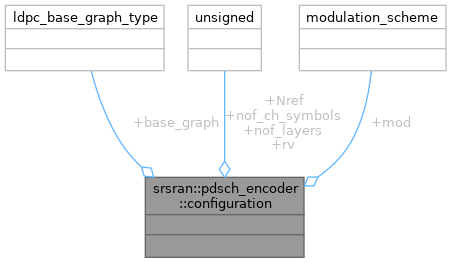 ldpc_base_graph_type
unsigned
modulation_scheme
+base_graph
+Nref
+nof_ch_symbols
+nof_layers
+rv
+mod
srsran::pdsch_encoder
::configuration